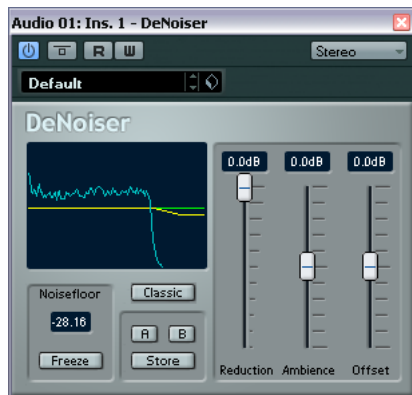 Audio 01: Ins. 1 - DeNoiser
R W Stereo
Default
DeNoiser
0.0dB 0.0dB 0.0dB
Noisefloor
-28.16
Freeze
Classic
A B
Store
Reduction Ambience Offset